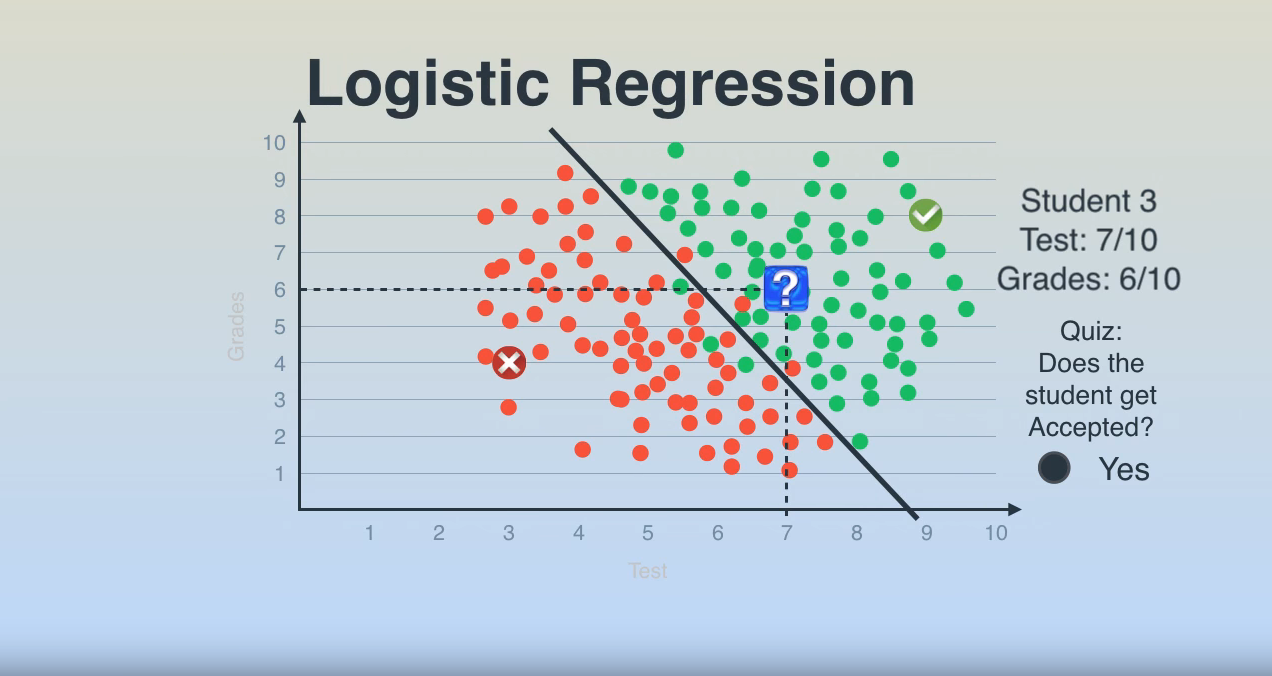 Logistic Regression
10
9
8
7
6
5
4
3
2
1
Grades
1 2 3 4 5 6 7 8 9 10
Test
?
Student 3
Test: 7/10
Grades: 6/10
Quiz:
Does the
student get
Accepted?
Yes